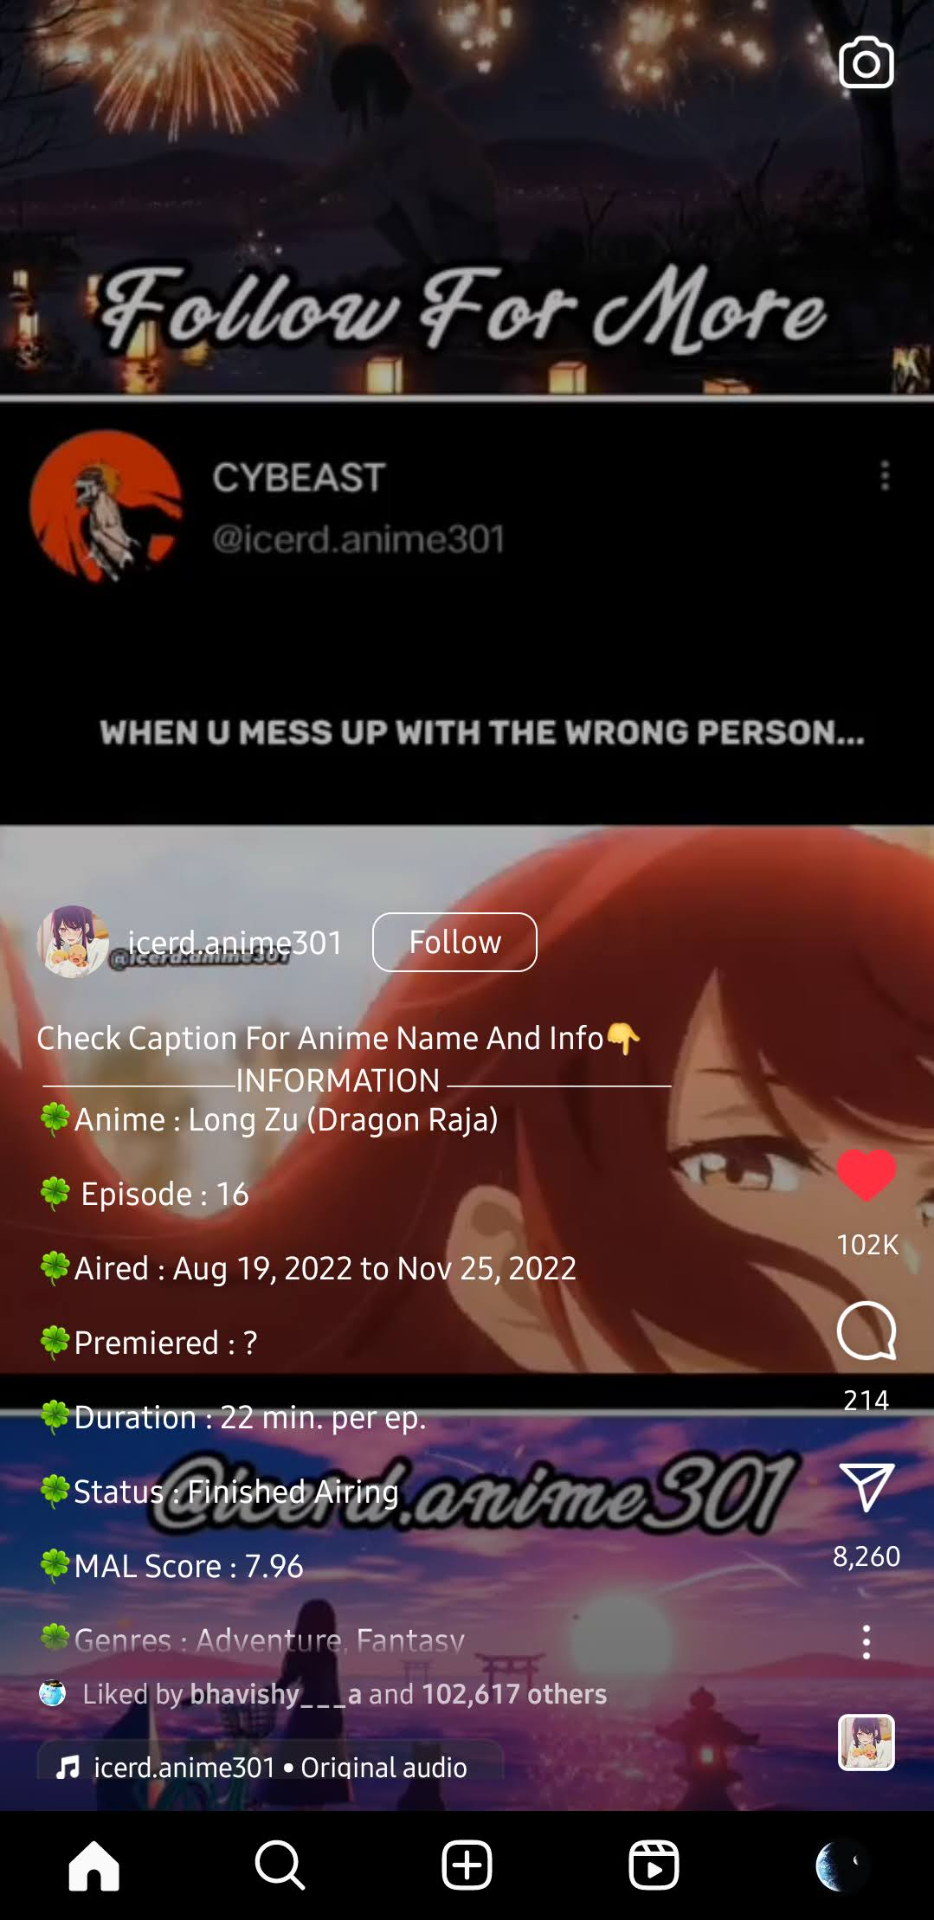 Follow For More
CYBEAST
@icerd.anime301
WHEN U MESS UP WITH THE WRONG PERSON...
icerd.anime301
Follow
@icerd.anime301
Check Caption For Anime Name And Info👇
INFORMATION
🍀Anime : Long Zu (Dragon Raja)
🍀 Episode : 16
🍀Aired : Aug 19, 2022 to Nov 25, 2022
🍀Premiered : ?
🍀Duration : 22 min. per ep.
🍀Status : Finished Airing
🍀MAL Score : 7.96
🍀Genres : Adventure, Fantasy
@icerd.anime301
102K
214
8,260
Liked by bhavishy___a and 102,617 others
icerd.anime301 • Original audio